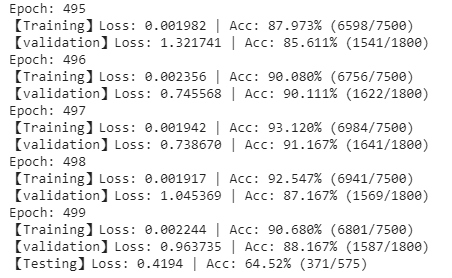 Epoch: 495
【Training】Loss: 0.001982 | Acc: 87.973% (6598/7500)
【validation】Loss: 1.321741 | Acc: 85.611% (1541/1800)
Epoch: 496
【Training】Loss: 0.002356 | Acc: 90.080% (6756/7500)
【validation】Loss: 0.745568 | Acc: 90.111% (1622/1800)
Epoch: 497
【Training】Loss: 0.001942 | Acc: 93.120% (6984/7500)
【validation】Loss: 0.738670 | Acc: 91.167% (1641/1800)
Epoch: 498
【Training】Loss: 0.001917 | Acc: 92.547% (6941/7500)
【validation】Loss: 1.045369 | Acc: 87.167% (1569/1800)
Epoch: 499
【Training】Loss: 0.002244 | Acc: 90.680% (6801/7500)
【validation】Loss: 0.963735 | Acc: 88.167% (1587/1800)
【Testing】Loss: 0.4194 | Acc: 64.52% (371/575)